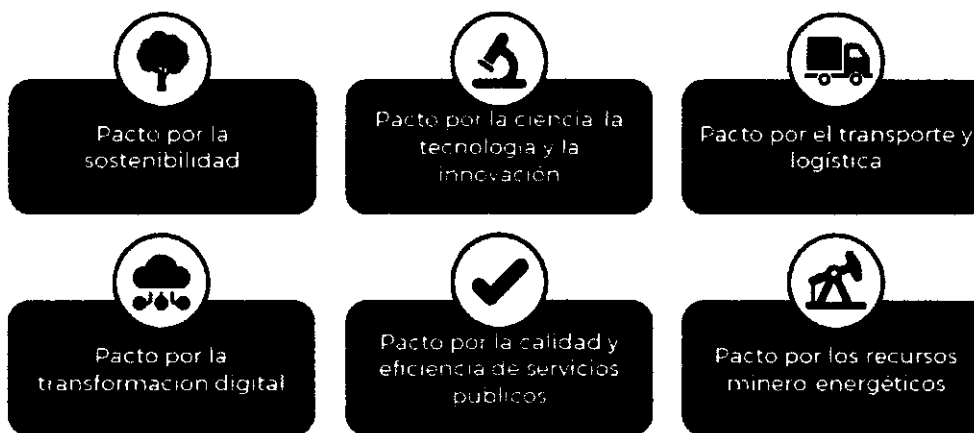 Pacto por la
sostenibilidad
Pacto por la ciencia la
tecnologia y la
innovación
Pacto por el transporte y
logística
Pacto por la
transformacion digital
Pacto por la calidad y
eficiencia de servicios
publicos
Pacto por los recursos
minero energéticos